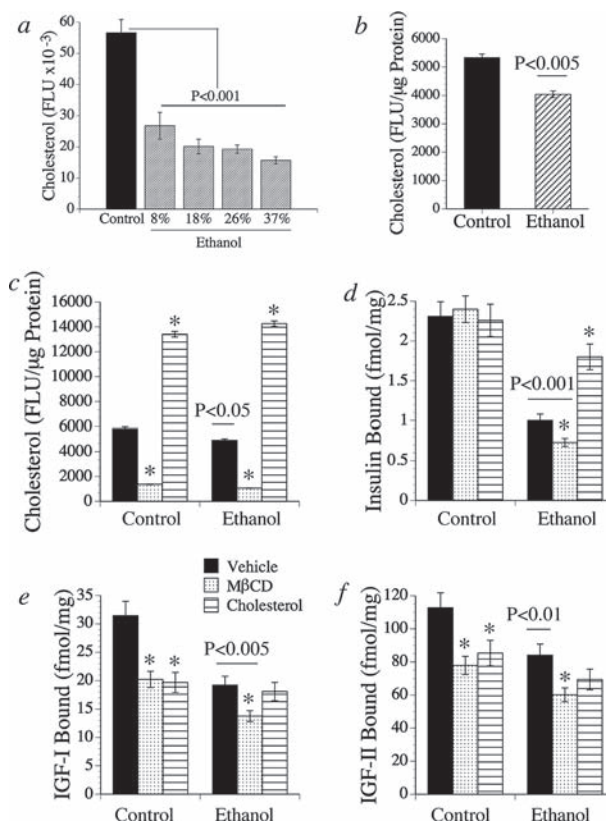 a
Cholesterol (FLU x10-3)
60
50
40
30
20
10
0
P<0.001
Control 8% 18% 26% 37%
Ethanol
b
Cholesterol (FLU/µg Protein)
6000
5000
4000
3000
2000
1000
0
P<0.005
Control Ethanol
c
Cholesterol (FLU/µg Protein)
16000
14000
12000
10000
8000
6000
4000
2000
0
*
*
P<0.05
*
*
Control Ethanol
d
Insulin Bound (fmol/mg)
2.5
2
1.5
1
0.5
0
*
P<0.001
*
Control Ethanol
Vehicle
MβCD
Cholesterol
e
IGF-I Bound (fmol/mg)
35
30
25
20
15
10
5
0
* *
P<0.005
*
Control Ethanol
f
IGF-II Bound (fmol/mg)
120
100
80
60
40
20
0
* *
P<0.01
*
Control Ethanol